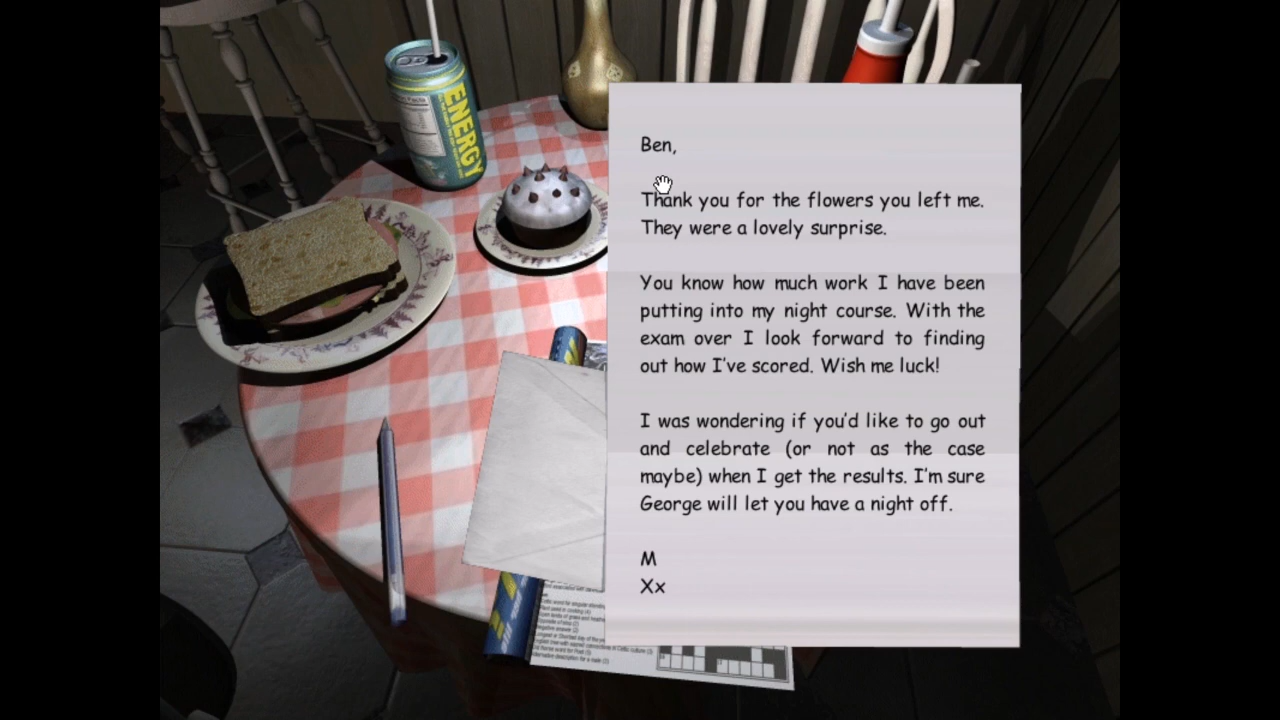 ENERGY
Ben,
Thank you for the flowers you left me.
They were a lovely surprise.
You know how much work I have been
putting into my night course. With the
exam over I look forward to finding
out how I've scored. Wish me luck!
I was wondering if you'd like to go out
and celebrate (or not as the case
maybe) when I get the results. I'm sure
George will let you have a night off.
M
Xx